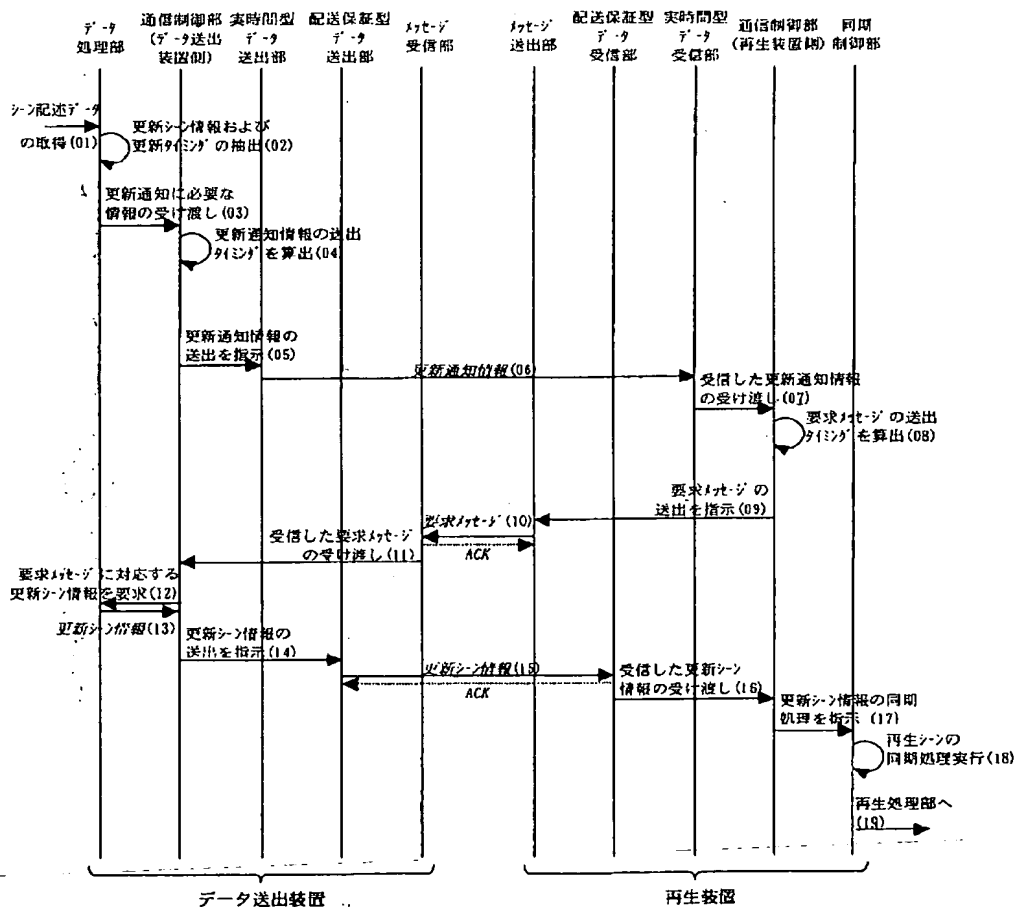 データ
処理部
通信制御部
(データ送出
装置側)
実時間型
データ
送出部
配送保証型
データ
送出部
メッセージ
受信部
メッセージ
送出部
配送保証型
データ
受信部
実時間型
データ
受信部
通信制御部
(再生装置側)
同期
制御部
シーン記述データ
の取得(01)
更新シーン情報および
更新タイミングの抽出(02)
更新通知に必要な
情報の受け渡し(03)
更新通知情報の送出
タイミングを算出(04)
更新通知情報の
送出を指示(05)
更新通知情報(06)
受信した更新通知情報
の受け渡し(07)
要求メッセージの送出
タイミングを算出(08)
要求メッセージの
送出を指示(09)
要求メッセージ(10)
ACK
受信した要求メッセージ
の受け渡し(11)
要求メッセージに対応する
更新シーン情報を要求(12)
更新シーン情報(13)
更新シーン情報の
送出を指示(14)
更新シーン情報(15)
ACK
受信した更新シーン
情報の受け渡し(16)
更新シーン情報の同期
処理を指示(17)
再生シーンの
同期処理実行(18)
再生処理部へ
(19)
データ送出装置
再生装置